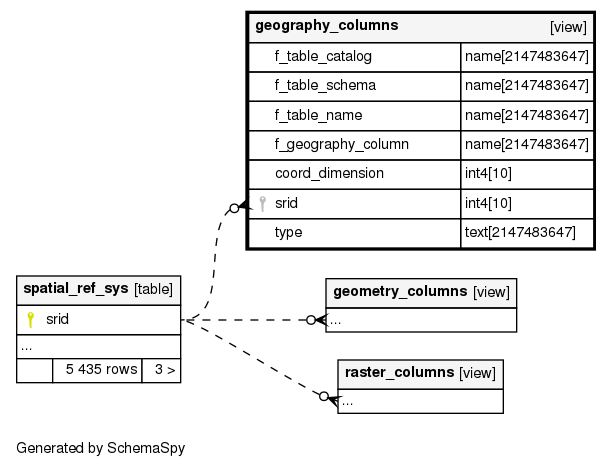 geography_columns [view]
f_table_catalog name[2147483647]
f_table_schema name[2147483647]
f_table_name name[2147483647]
f_geography_column name[2147483647]
coord_dimension int4[10]
srid int4[10]
type text[2147483647]
spatial_ref_sys [table]
srid
...
5 435 rows 3 >
geometry_columns [view]
...
raster_columns [view]
...
Generated by SchemaSpy